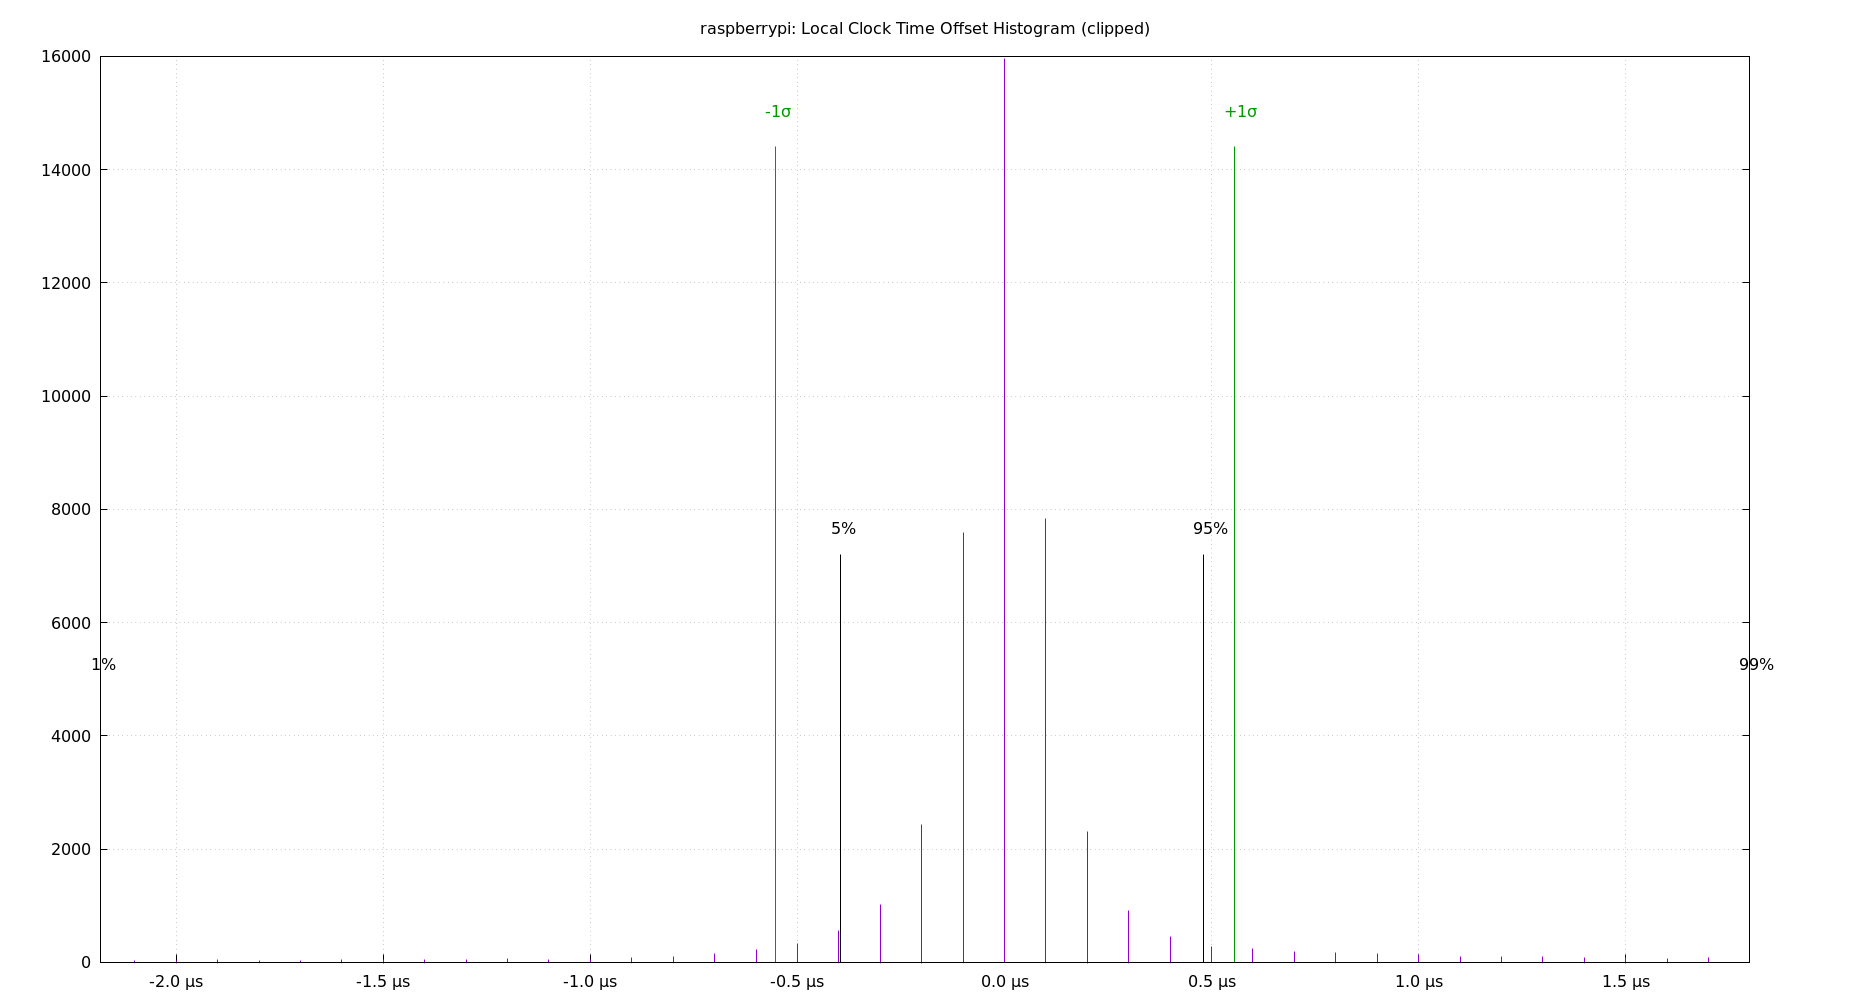 raspberrypi: Local Clock Time Offset Histogram (clipped)
16000
-1σ
+1σ
14000
12000
10000
8000
5%
95%
6000
1%
99%
4000
2000
0
-2.0 µs
-1.5 µs
-1.0 µs
-0.5 µs
0.0 µs
0.5 µs
1.0 µs
1.5 µs